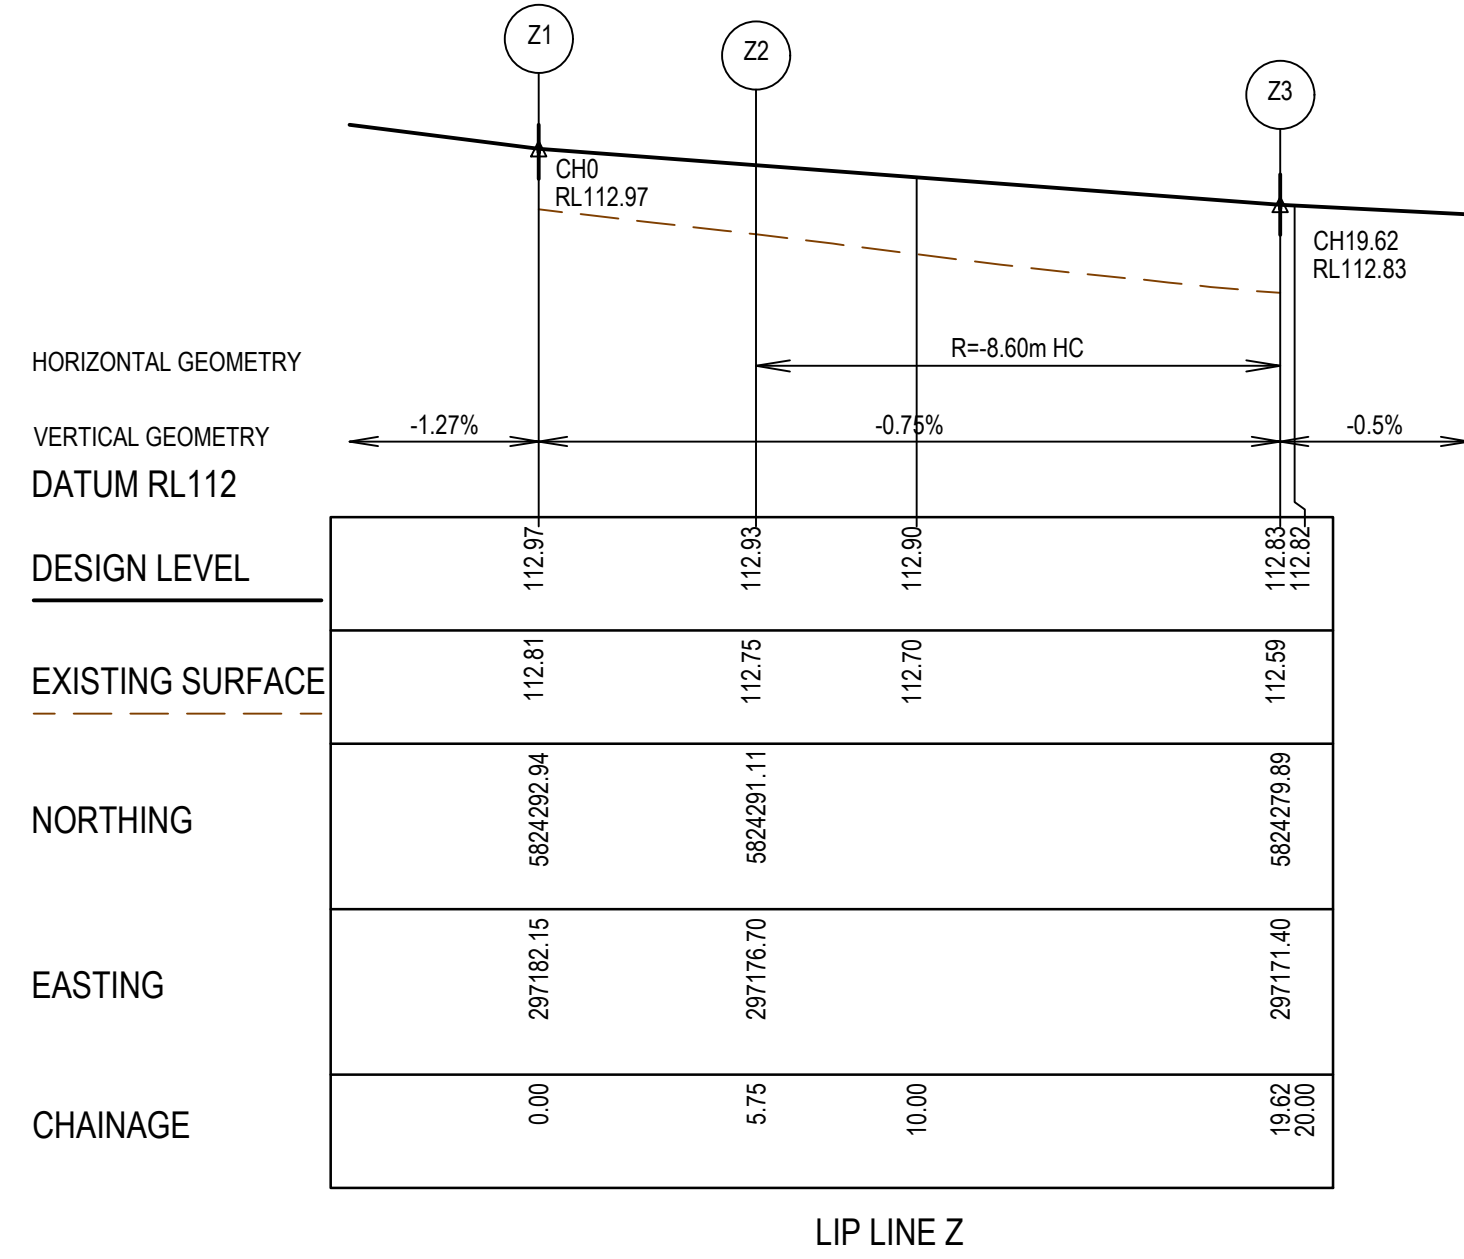 Z1
Z2
Z3
CH0
RL112.97
CH19.62
RL112.83
HORIZONTAL GEOMETRY
R=-8.60m HC
VERTICAL GEOMETRY
-1.27%
-0.75%
-0.5%
DATUM RL112
DESIGN LEVEL
112.97
112.93
112.90
112.83
112.82
EXISTING SURFACE
112.81
112.75
112.70
112.59
NORTHING
5824292.94
5824291.11
5824279.89
EASTING
297182.15
297176.70
297171.40
CHAINAGE
0.00
5.75
10.00
19.62
20.00
LIP LINE Z